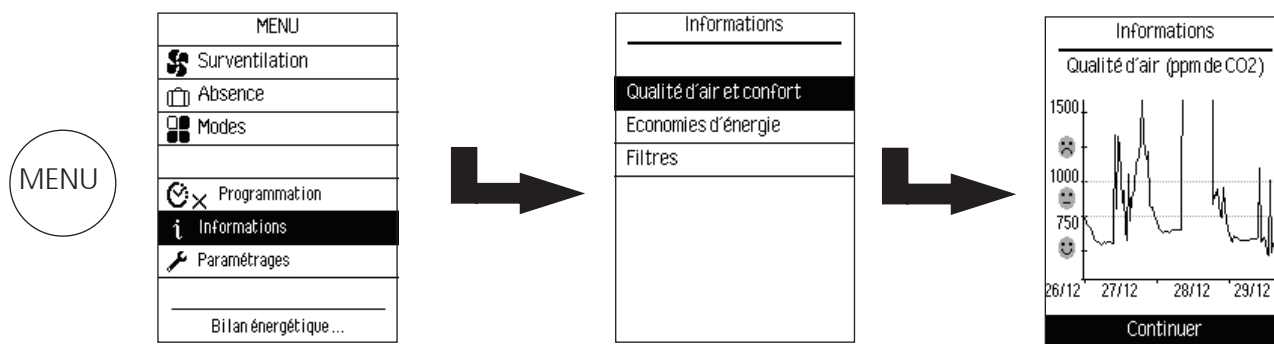 MENU
MENU
Surventilation
Absence
Modes
Programmation
i Informations
Paramétrages
Bilan énergétique ...
Informations
Qualité d'air et confort
Economies d'énergie
Filtres
Informations
Qualité d'air (ppm de CO2)
1500
1000
750
26/12 27/12 28/12 29/12
Continuer